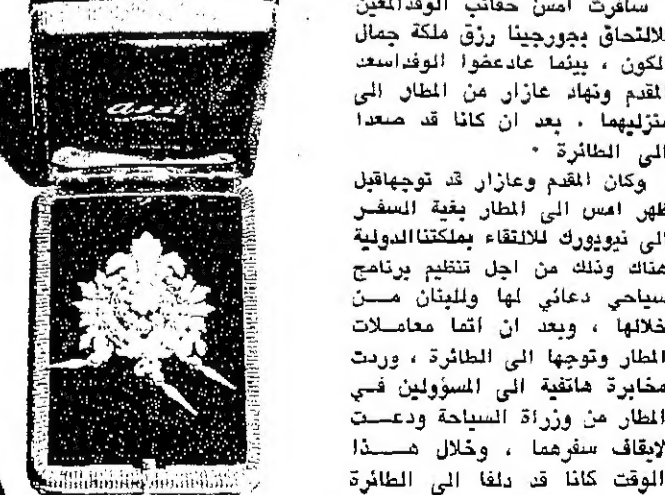 سافرت امس حقائب الوفد المعين
للالتحاق بجورجينا رزق ملكة جمال
الكون ، بينما عاد عضوا الوفد اسعد
المقدم ونهاد عازار من المطار الى
منزليهما . بعد ان كانا قد صعدا
الى الطائرة .
وكان المقدم وعازار قد توجها قبل
ظهر امس الى المطار بغية السفر
الى نيويورك للالتقاء بملكتنا الدولية
هناك وذلك من اجل تنظيم برنامج
سياحي دعائي لها وللبنان من
خلالها ، وبعد ان اتما معاملات
المطار وتوجها الى الطائرة ، وردت
مخابرة هاتفية الى المسؤولين في
المطار من وزراة السياحة ودعت
لايقاف سفرهما ، وخلال هذا
الوقت كانا قد دلفا الى الطائرة